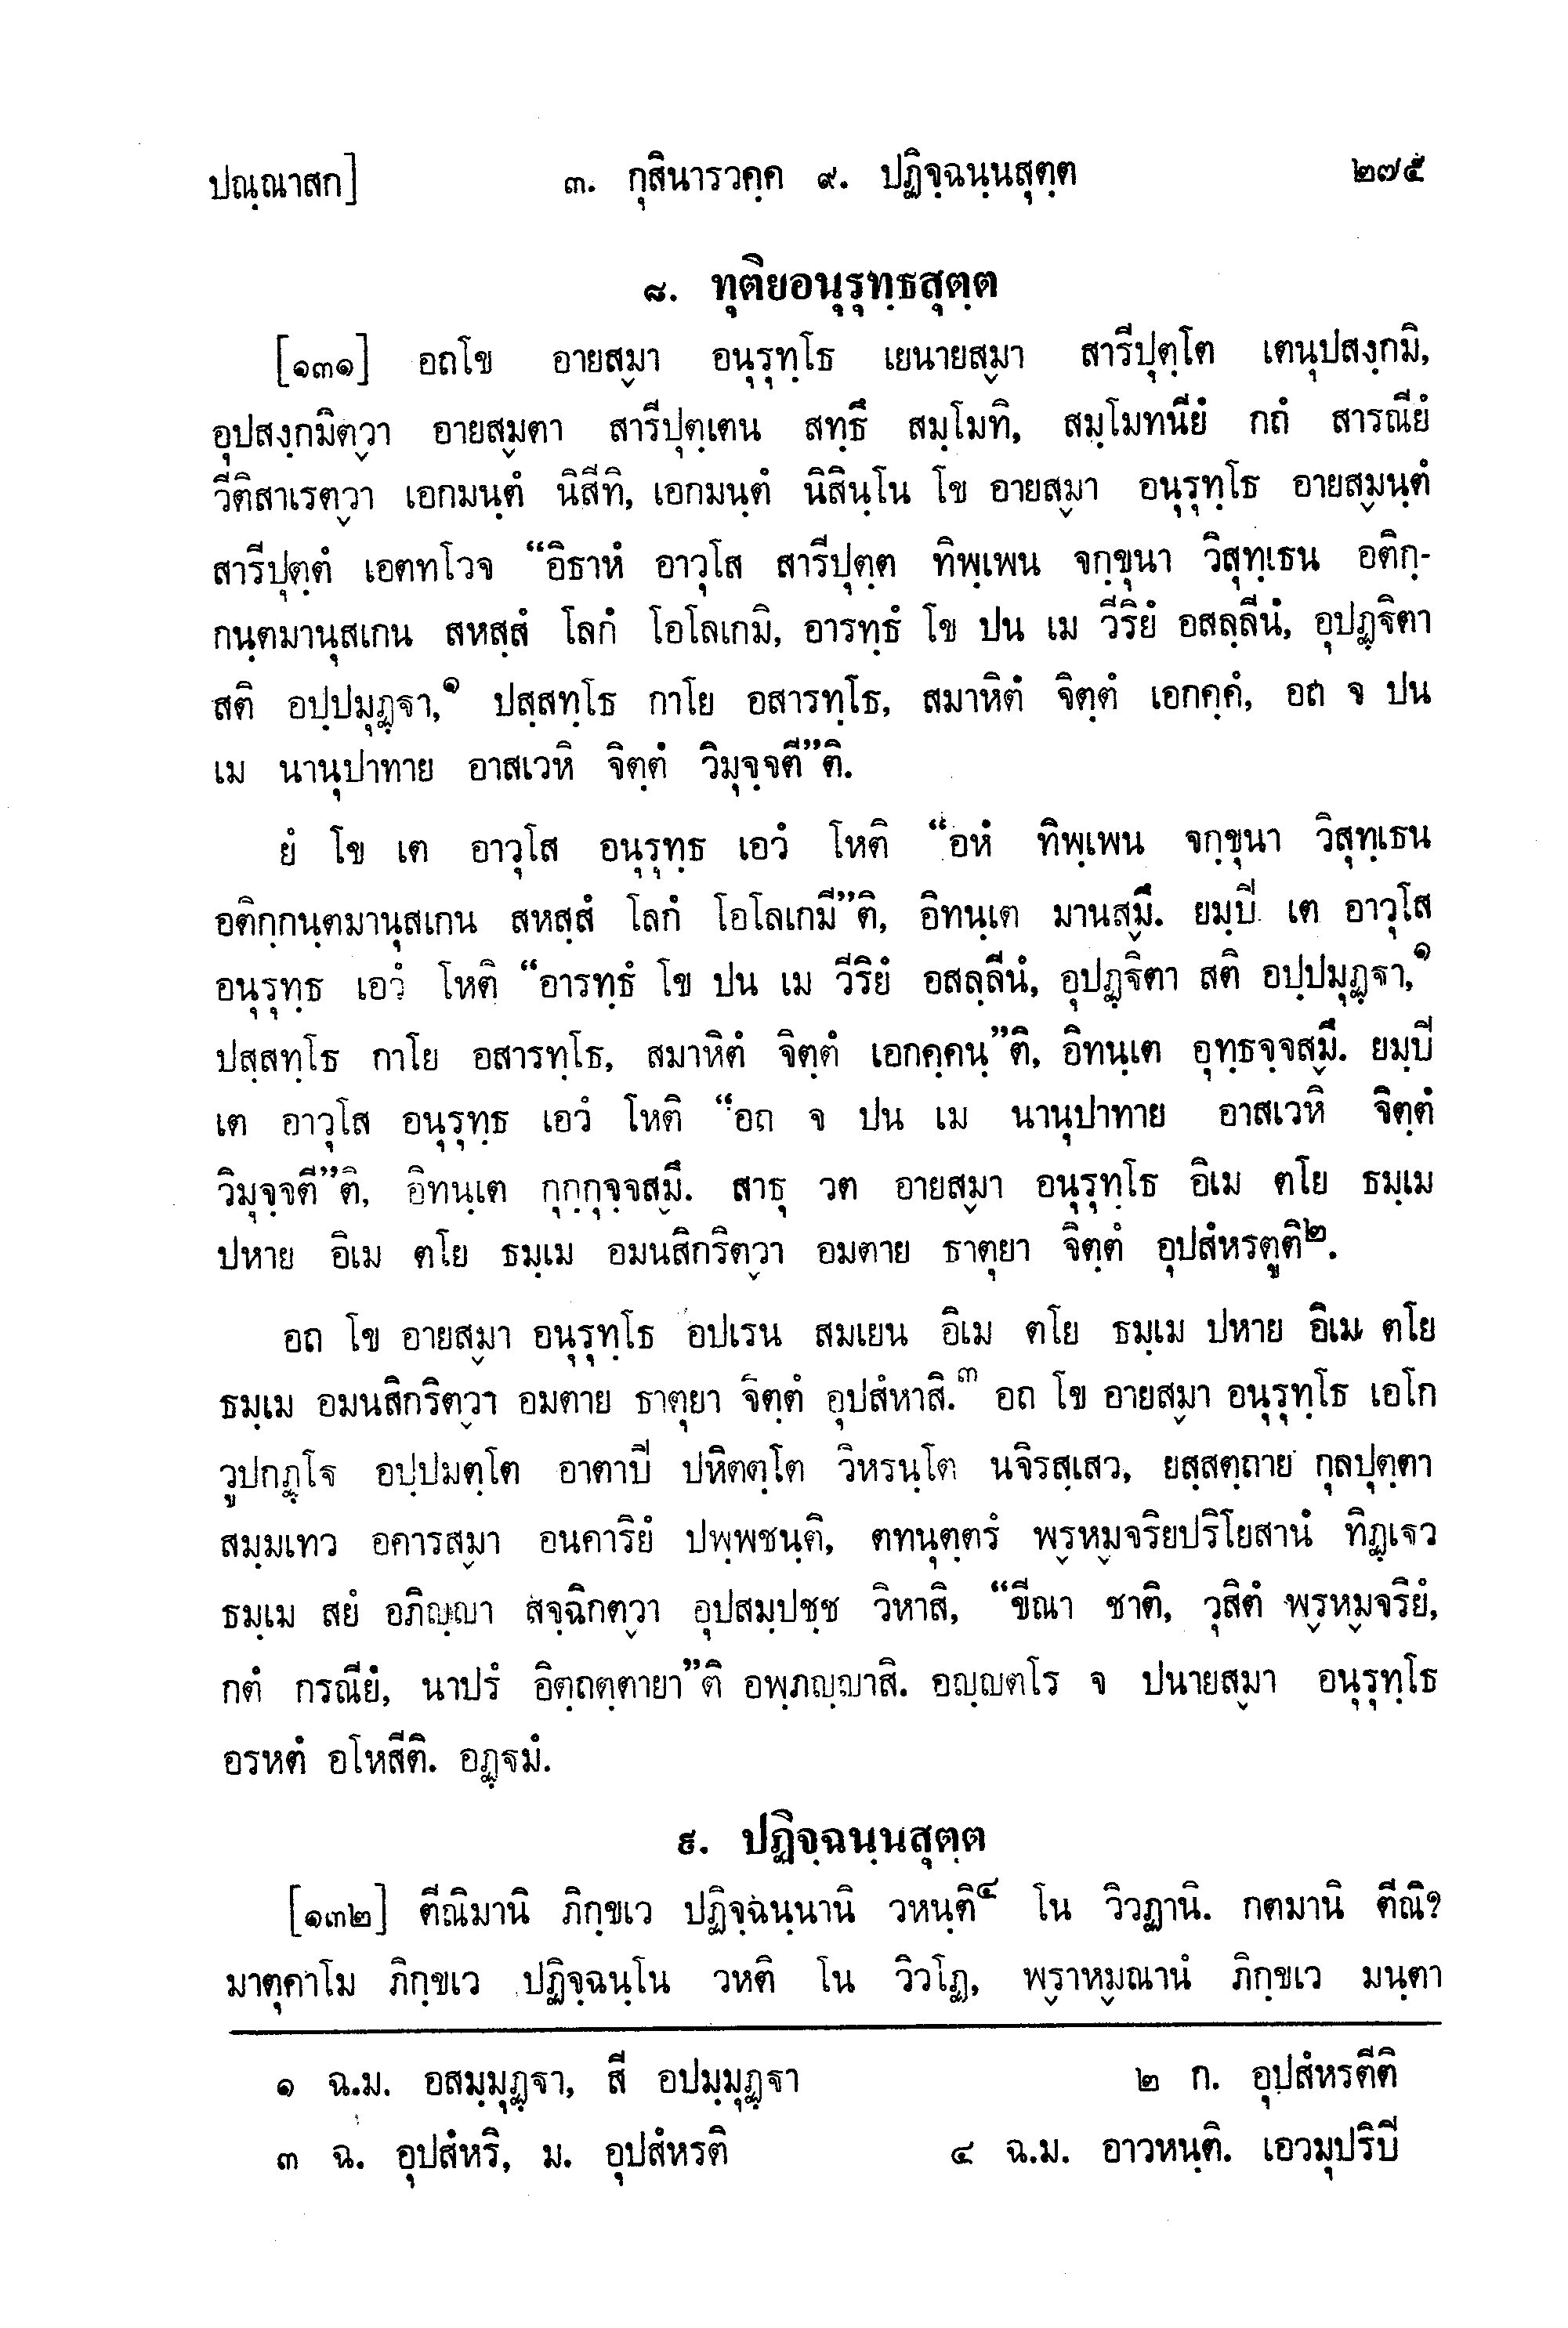 ปณฺณาสก]	๓. กุสินารวคฺค ๙. ปฏิจฺฉนฺนสุตฺต	๒๗๕
๘. ทุติยอนุรุทฺธสุตฺต
[๑๓๑] อถโข อายสฺมา อนุรุทฺโธ เยนายสฺมา สารีปุตฺโต เตนุปสงฺกมิ,
อุปสงฺกมิตฺวา อายสฺมตา สารีปุตฺเตน สทฺธึ สมฺโมทิ, สมฺโมทนียํ กถํ สารณียํ
วีติสาเรตฺวา เอกมนฺตํ นิสีทิ, เอกมนฺตํ นิสินฺโน โข อายสฺมา อนุรุทฺโธ อายสฺมนฺตํ
สารีปุตฺตํ เอตทโวจ “อิธาหํ อาวุโส สารีปุตฺต ทิพฺเพน จกฺขุนา วิสุทฺเธน อติกฺ-
กนฺตมานุสเกน สหสฺสํ โลกํ โอโลเกมิ, อารทฺธํ โข ปน เม วีริยํ อสลฺลีนํ, อุปฏฺฐิตา
สติ อปฺปมุฏฺฐา,๑ ปสฺสทฺโธ กาโย อสารทฺโธ, สมาหิตํ จิตฺตํ เอกคฺคํ, อถ จ ปน
เม นานุปาทาย อาสเวหิ จิตฺตํ วิมุจฺจตี”ติ.
ยํ โข เต อาวุโส อนุรุทฺธ เอวํ โหติ “อหํ ทิพฺเพน จกฺขุนา วิสุทฺเธน
อติกฺกนฺตมานุสเกน สหสฺสํ โลกํ โอโลเกมี”ติ, อิทนฺเต มานสฺมึ. ยมฺปี เต อาวุโส
อนุรุทฺธ เอวํ โหติ “อารทฺธํ โข ปน เม วีริยํ อสลฺลีนํ, อุปฏฺฐิตา สติ อปฺปมุฏฺฐา,๑
ปสฺสทฺโธ กาโย อสารทฺโธ, สมาหิตํ จิตฺตํ เอกคฺคนฺ”ติ, อิทนฺเต อุทฺธจฺจสฺมึ. ยมฺปี
เต อาวุโส อนุรุทฺธ เอวํ โหติ “อถ จ ปน เม นานุปาทาย อาสเวหิ จิตฺตํ
วิมุจฺจตี”ติ, อิทนฺเต กุกฺกุจฺจสฺมึ. สาธุ วต อายสฺมา อนุรุทฺโธ อิเม ตโย ธมฺเม
ปหาย อิเม ตโย ธมฺเม อมนสิกริตฺวา อมตาย ธาตุยา จิตฺตํ อุปสํหรตูติ๒.
อถ โข อายสฺมา อนุรุทฺโธ อปเรน สมเยน อิเม ตโย ธมฺเม ปหาย อิเม ตโย
ธมฺเม อมนสิกริตฺวา อมตาย ธาตุยา จิตฺตํ อุปสํหาสิ.๓ อถ โข อายสฺมา อนุรุทฺโธ เอโก
วูปกฏฺโฐ อปฺปมตฺโต อาตาปี ปหิตตฺโต วิหรนฺโต นจิรสฺเสว, ยสฺสตฺถาย กุลปุตฺตา
สมฺมเทว อคารสฺมา อนคาริยํ ปพฺพชนฺติ, ตทนุตฺตรํ พฺรหฺมจริยปริโยสานํ ทิฏฺเฐว
ธมฺเม สยํ อภิญฺญา สจฺฉิกตฺวา อุปสมฺปชฺช วิหาสิ, “ขีณา ชาติ, วุสิตํ พฺรหฺมจริยํ,
กตํ กรณียํ, นาปรํ อิตฺถตฺตายา”ติ อพฺภญฺญาสิ. อญฺญตโร จ ปนายสฺมา อนุรุทฺโธ
อรหตํ อโหสีติ. อฏฺฐมํ.
๙. ปฏิจฺฉนฺนสุตฺต
[๑๓๒] ตีณิมานิ ภิกฺขเว ปฏิจฺฉนฺนานิ วหนฺติ๔ โน วิวฏานิ. กตมานิ ตีณิ?
มาตุคาโม ภิกฺขเว ปฏิจฺฉนฺโน วหติ โน วิวโฏ, พฺราหฺมณานํ ภิกฺขเว มนฺตา
๑ ฉ.ม. อสมฺมุฏฺฐา, สี อปมฺมุฏฺฐา	๒ ก. อุปสํหรตีติ
๓ ฉ. อุปสํหริ, ม. อุปสํหรติ	๔ ฉ.ม. อาวหนฺติ. เอวมุปริปี